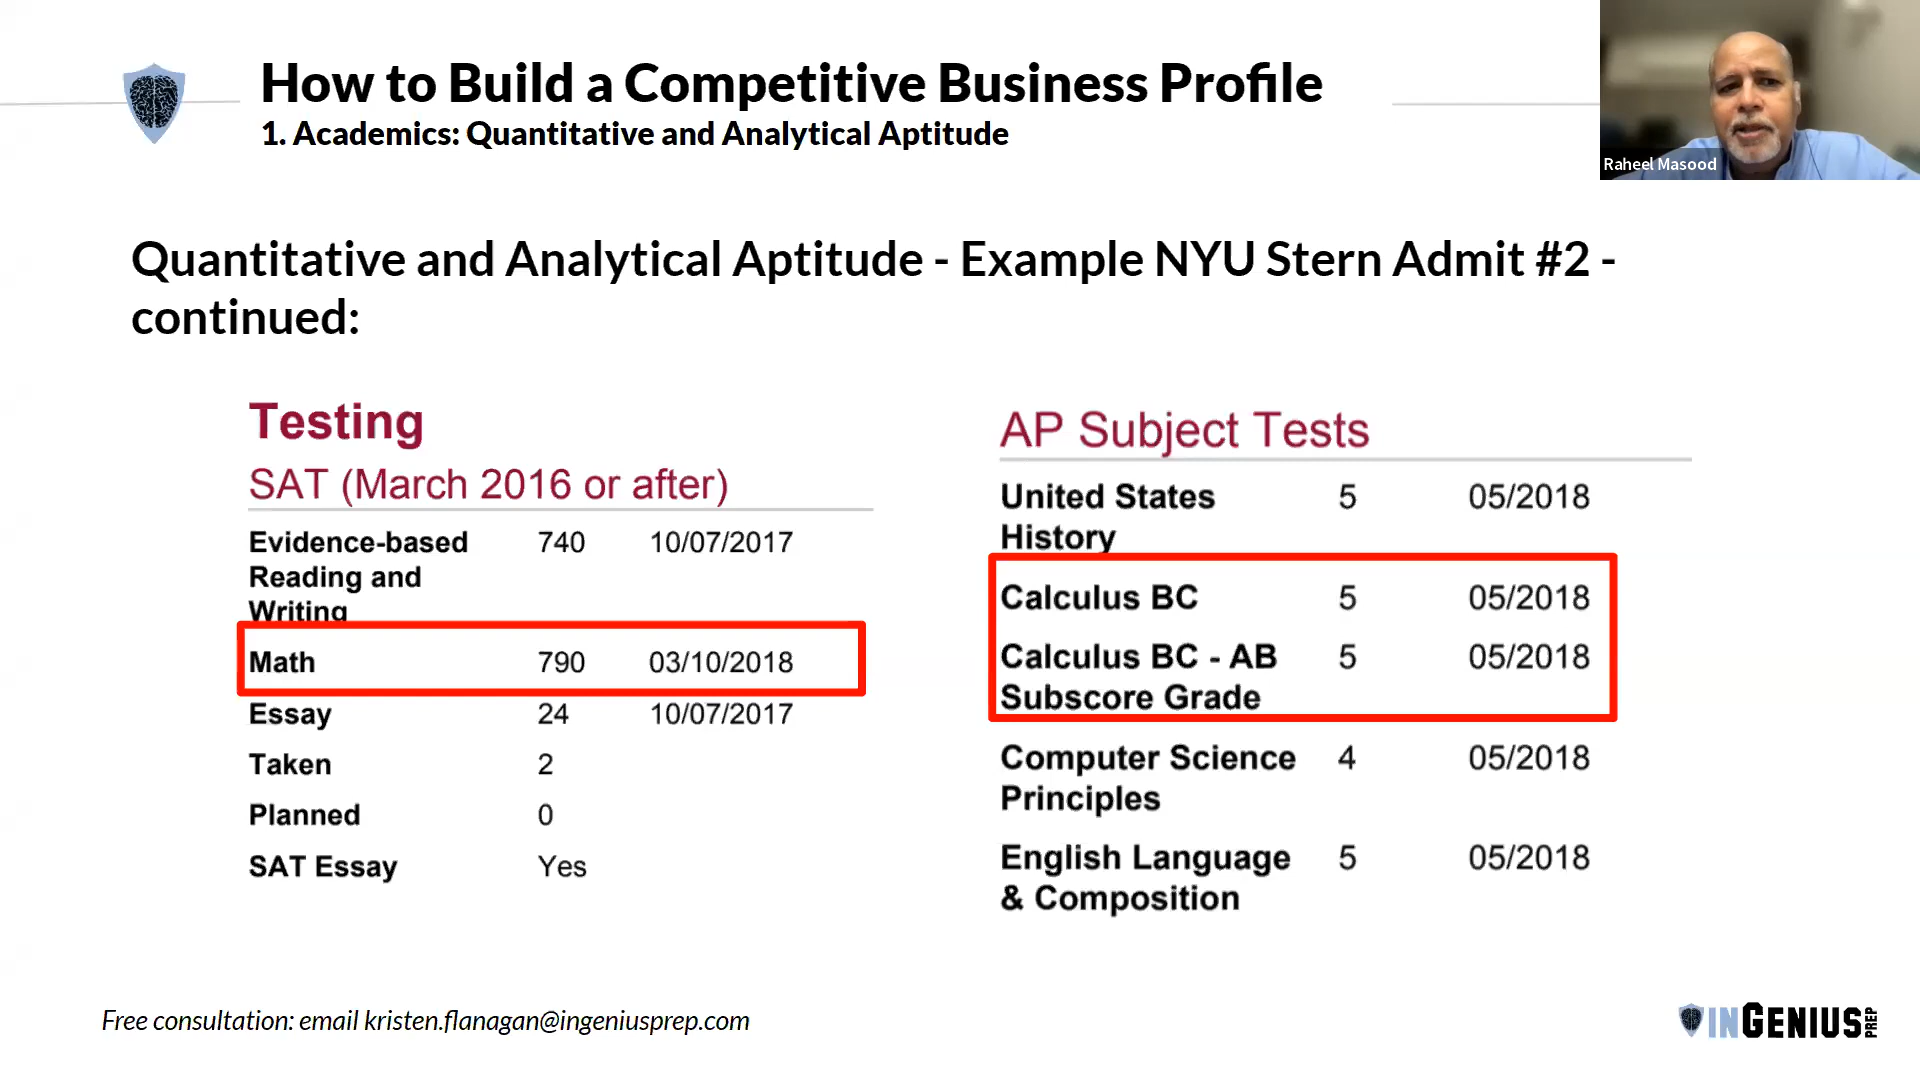 How to Build a Competitive Business Profile
1. Academics: Quantitative and Analytical Aptitude
Raheel Masood
Quantitative and Analytical Aptitude - Example NYU Stern Admit #2 -
continued:
Testing
SAT (March 2016 or after)
Evidence-based 740 10/07/2017
Reading and
Writing
Math 790 03/10/2018
Essay 24 10/07/2017
Taken 2
Planned 0
SAT Essay Yes
AP Subject Tests
United States 5 05/2018
History
Calculus BC 5 05/2018
Calculus BC - AB 5 05/2018
Subscore Grade
Computer Science 4 05/2018
Principles
English Language 5 05/2018
& Composition
Free consultation: email kristen.flanagan@ingeniusprep.com
INGENIUS PREP